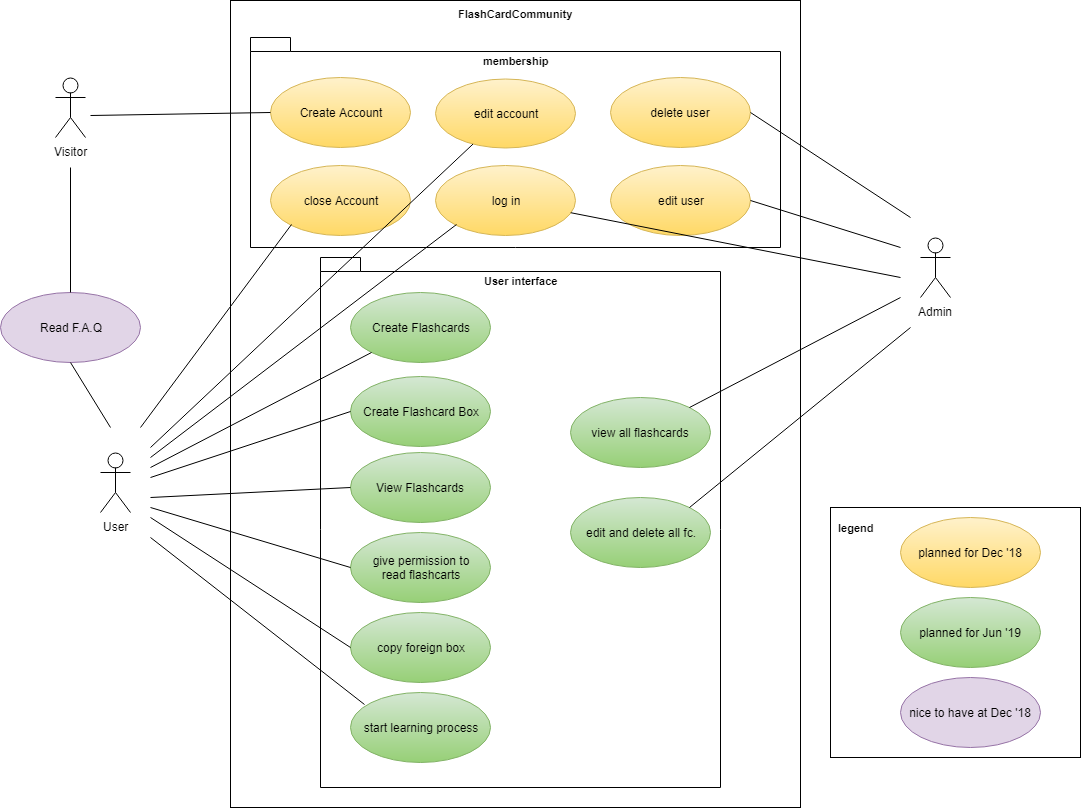 FlashCardCommunity
membership
Create Account
edit account
delete user
Visitor
close Account
log in
edit user
User interface
Admin
Read F.A.Q
Create Flashcards
Create Flashcard Box
view all flashcards
View Flashcards
User
edit and delete all fc.
give permission to
read flashcarts
copy foreign box
start learning process
legend
planned for Dec '18
planned for Jun '19
nice to have at Dec '18